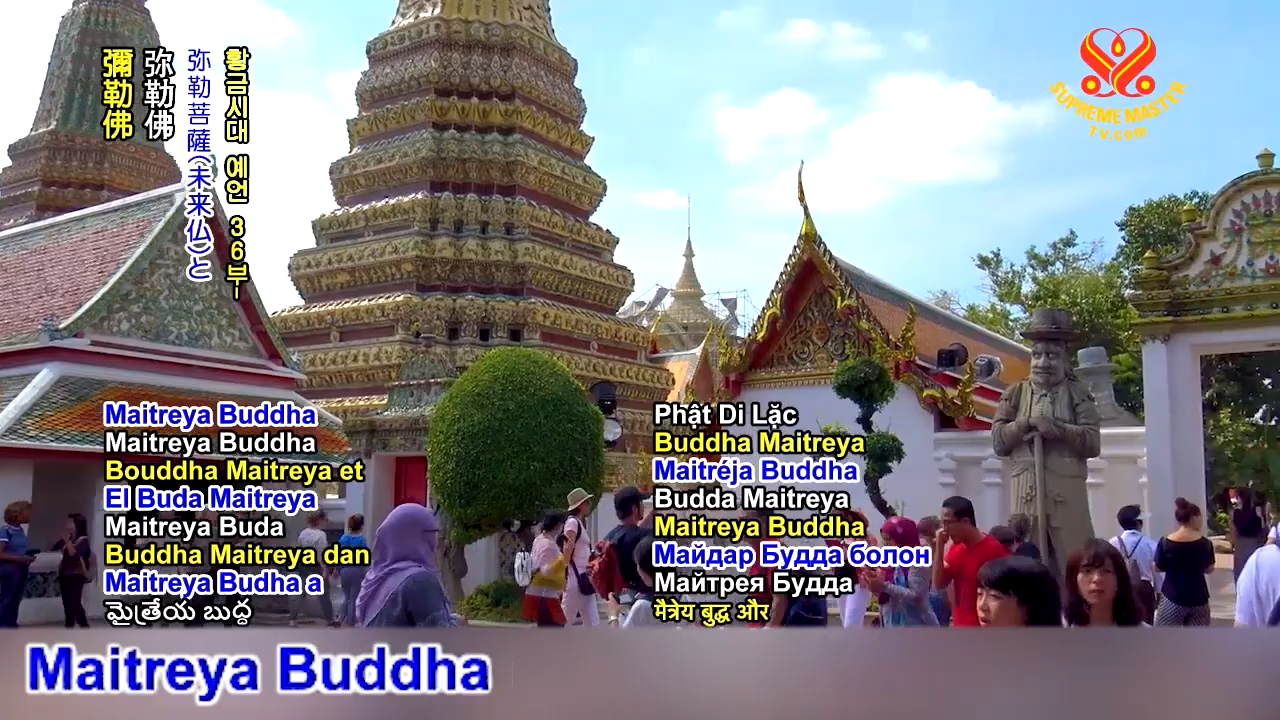 彌勒佛
弥勒佛
弥勒菩薩(未来仏)と
황금시대 예언 36부-
SUPREME MASTER
TV.com
Maitreya Buddha
Maitreya Buddha
Bouddha Maitreya et
El Buda Maitreya
Maitreya Buda
Buddha Maitreya dan
Maitreya Budha a
మైత్రేయ బుద్ధ
Phật Di Lặc
Buddha Maitreya
Maitréja Buddha
Budda Maitreya
Maitreya Buddha
Майдар Будда болон
Майтрея Будда
मैत्रेय बुद्ध और
Maitreya Buddha